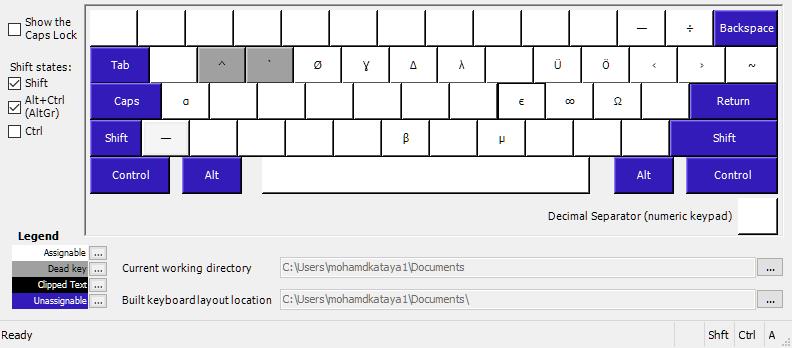 Show the
Caps Lock
Shift states:
Shift
Alt+Ctrl
(AltGr)
Ctrl
— ÷ Backspace
Tab ^ ` Ø Ɣ Δ λ Ü Ö ‹ › ~
Caps ɑ ϵ ∞ Ω Return
Shift — β μ Shift
Control Alt Alt Control
Decimal Separator (numeric keypad)
Legend
Assignable ...
Dead key ...
Clipped Text ...
Unassignable ...
Current working directory C:\Users\mohamdkataya1\Documents ...
Built keyboard layout location C:\Users\mohamdkataya1\Documents\ ...
Ready Shft Ctrl A